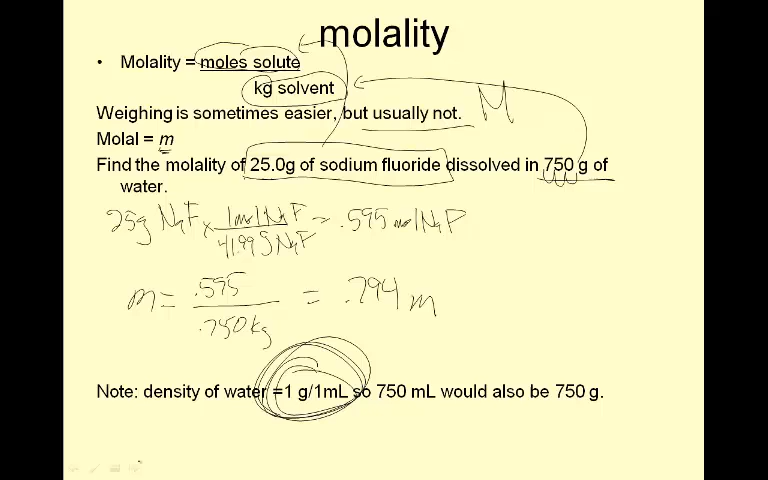 molality
• Molality = moles solute
kg solvent
Weighing is sometimes easier, but usually not. M
Molal = m
Find the molality of 25.0g of sodium fluoride dissolved in 750 g of
water.
25g NaF x 1mol NaF / 41.99g NaF = .595 mol NaF
m = .595 / .750kg = .794 m
Note: density of water =1 g/1mL so 750 mL would also be 750 g.